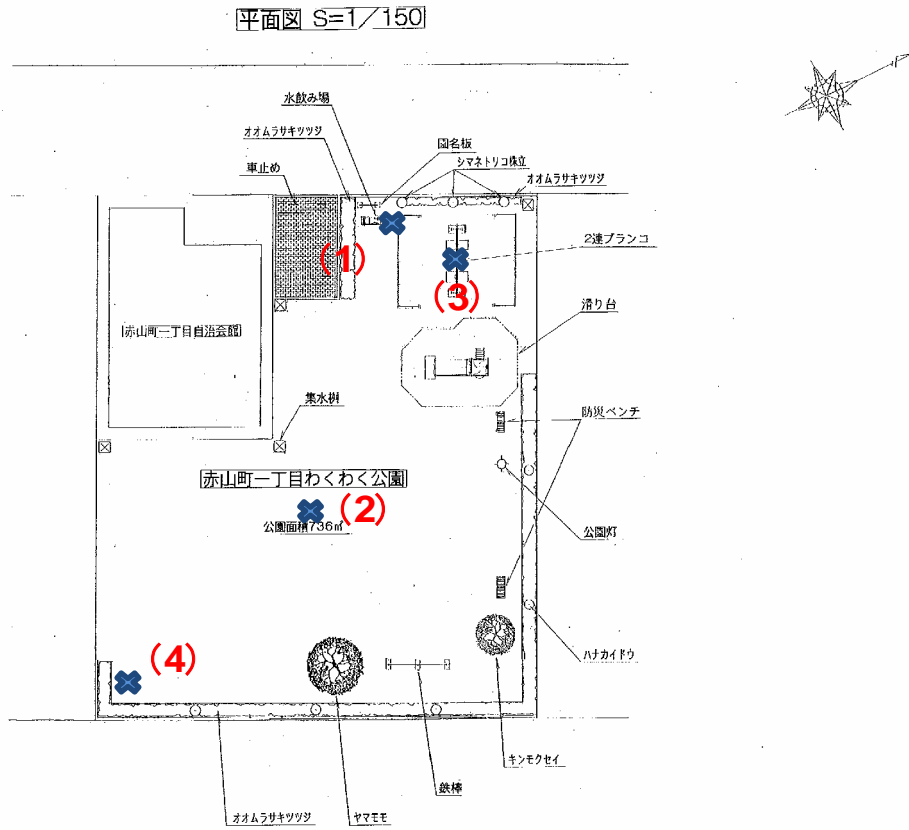 平面図 S=1/150
水飲み場
オオムラサキツツジ
園名板
車止め
シマネトリコ株立
オオムラサキツツジ
2連ブランコ
(1)
(3)
滑り台
赤山町一丁目自治会館
集水桝
防災ベンチ
赤山町一丁目わくわく公園
(2)
公園面積736㎡
公園灯
(4)
ハナカイドウ
キンモクセイ
鉄棒
オオムラサキツツジ
ヤマモモ